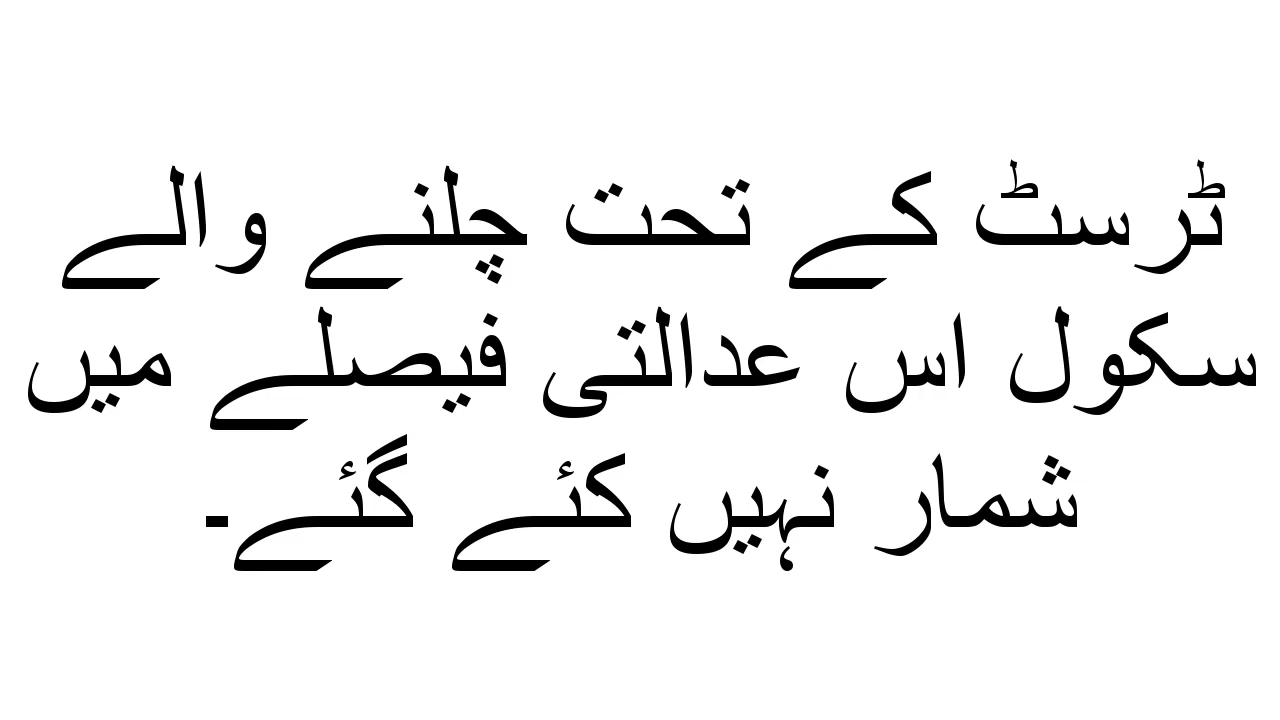 ٹرسٹ کے تحت چلنے والے
سکول اس عدالتی فیصلے میں
شمار نہیں کئے گئے۔